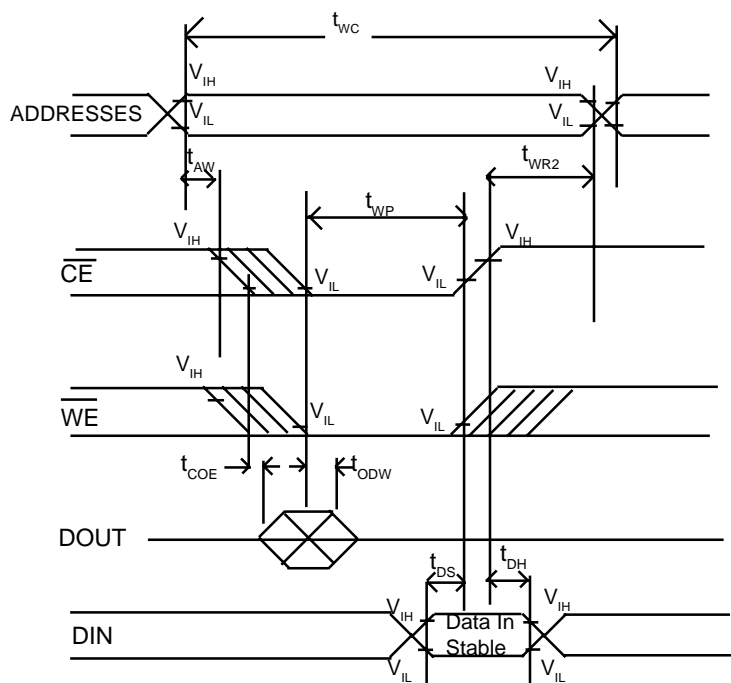 tWC
VIH VIH
ADDRESSES VIL VIL
tAW tWR2
tWP
VIH VIH
CE VIL VIL
VIH
WE VIL VIL
tCOE tODW
DOUT
tDS tDH
VIH Data In VIH
DIN Stable
VIL VIL